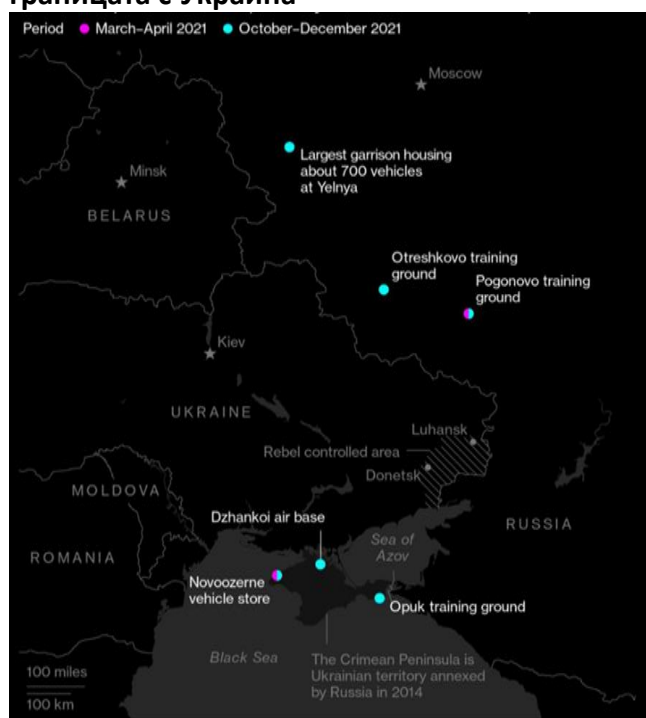 границата с Украйна
Period March–April 2021 October–December 2021
Moscow
Largest garrison housing
about 700 vehicles
at Yelnya
Minsk
BELARUS
Otreshkovo training
ground
Pogonovo training
ground
Kiev
UKRAINE
Luhansk
Rebel controlled area
Donetsk
MOLDOVA
Dzhankoi air base
RUSSIA
Sea of
Azov
ROMANIA
Novoozerne
vehicle store
Opuk training ground
Black Sea
The Crimean Peninsula is
Ukrainian territory annexed
by Russia in 2014
100 miles
100 km